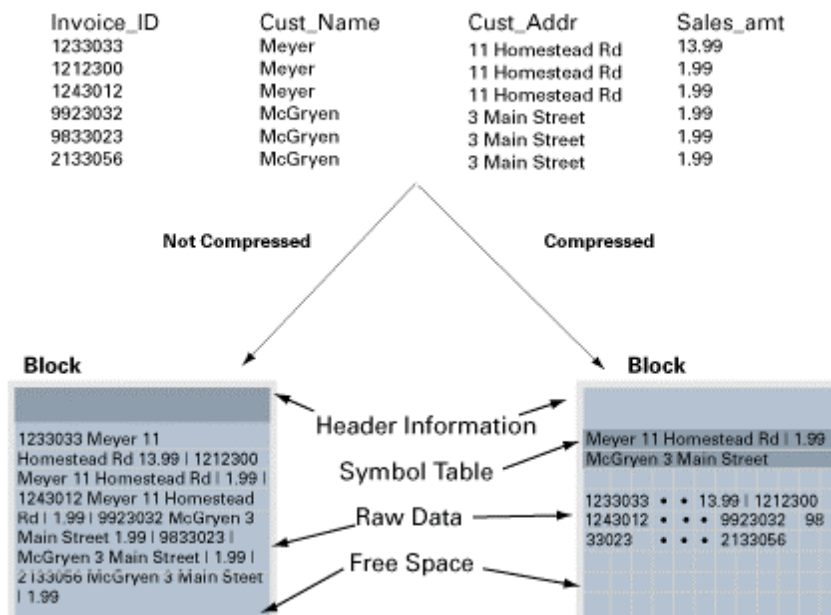 Invoice_ID Cust_Name Cust_Addr Sales_amt
1233033 Meyer 11 Homestead Rd 13.99
1212300 Meyer 11 Homestead Rd 1.99
1243012 Meyer 11 Homestead Rd 1.99
9923032 McGryen 3 Main Street 1.99
9833023 McGryen 3 Main Street 1.99
2133056 McGryen 3 Main Street 1.99
Not Compressed Compressed
Block
1233033 Meyer 11
Homestead Rd 13.99 | 1212300
Meyer 11 Homestead Rd | 1.99 |
1243012 Meyer 11 Homestead
Rd | 1.99 | 9923032 McGryen 3
Main Street 1.99 | 9833023 |
McGryen 3 Main Street | 1.99 |
2133056 McGryen 3 Main Steet
| 1.99
Header Information
Symbol Table
Raw Data
Free Space
Block
Meyer 11 Homestead Rd | 1.99
McGryen 3 Main Street
1233033 • • 13.99 | 1212300
1243012 • • • 9923032 98
33023 • • • 2133056